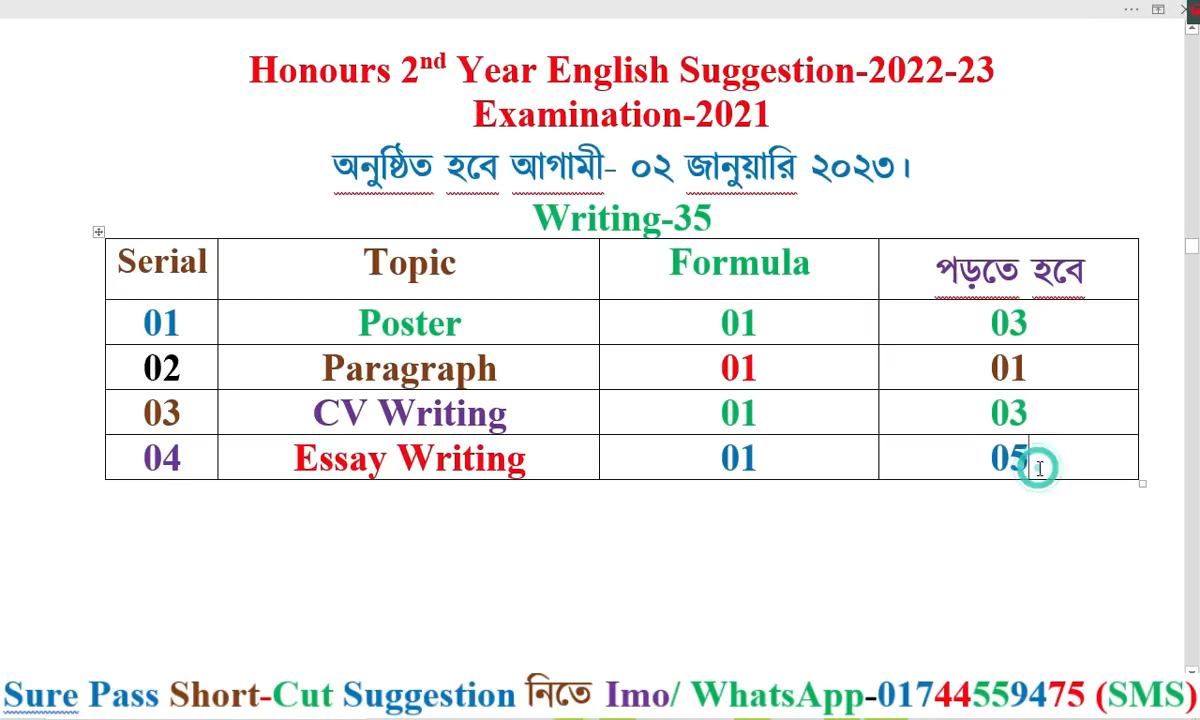 Honours 2nd Year English Suggestion-2022-23
Examination-2021
অনুষ্ঠিত হবে আগামী- ০২ জানুয়ারি ২০২৩।
Writing-35
Serial Topic Formula পড়তে হবে
01 Poster 01 03
02 Paragraph 01 01
03 CV Writing 01 03
04 Essay Writing 01 05
Sure Pass Short-Cut Suggestion নিতে Imo/ WhatsApp-01744559475 (SMS)